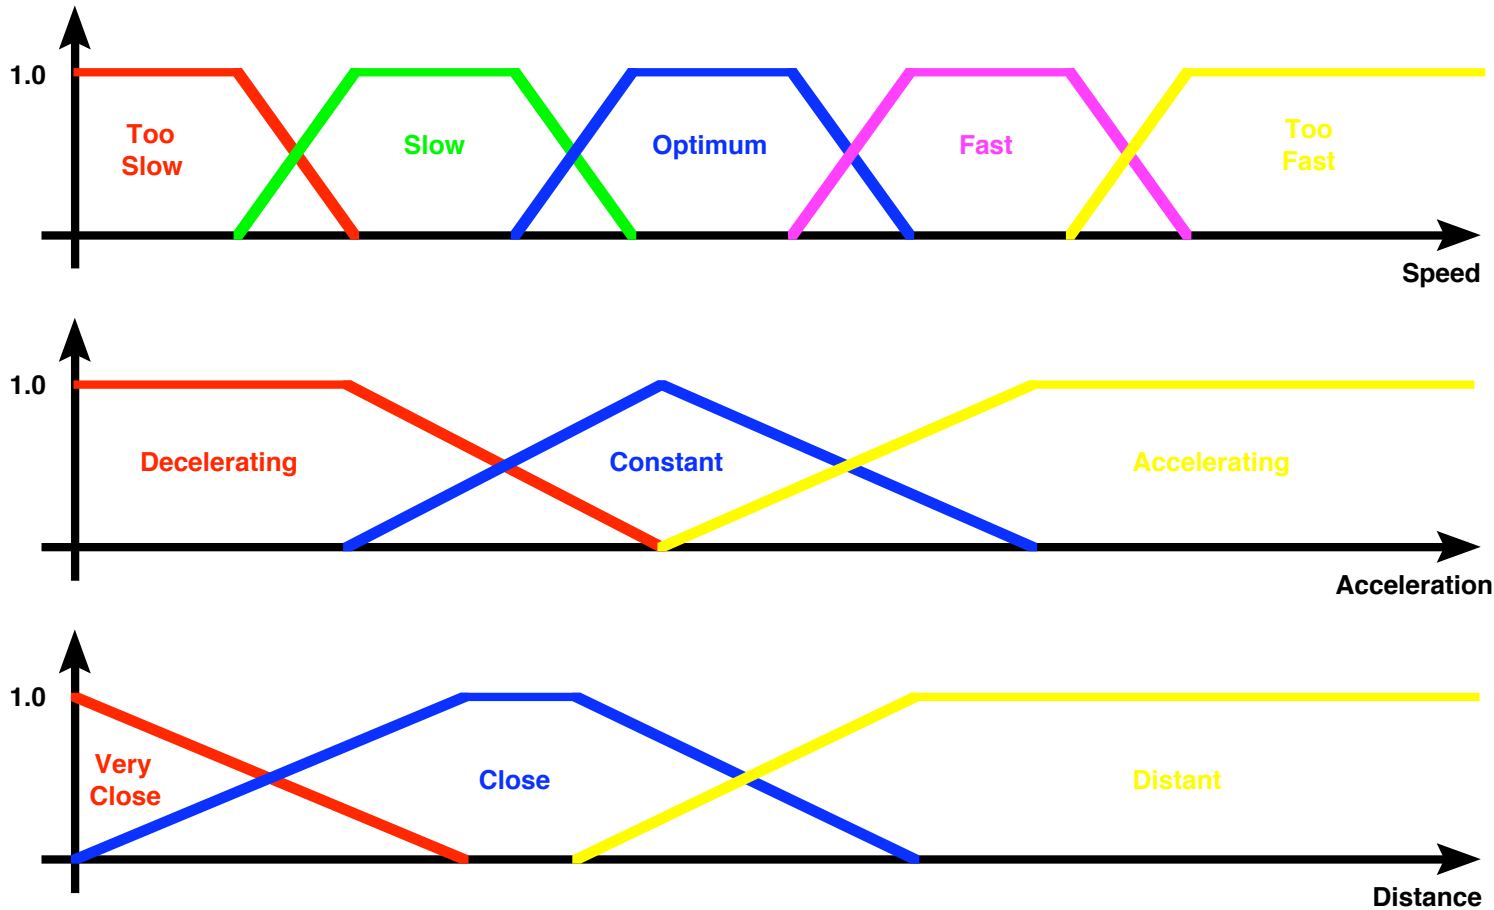 1.0
Too
Slow
Slow
Optimum
Fast
Too
Fast
Speed
1.0
Decelerating
Constant
Accelerating
Acceleration
1.0
Very
Close
Close
Distant
Distance